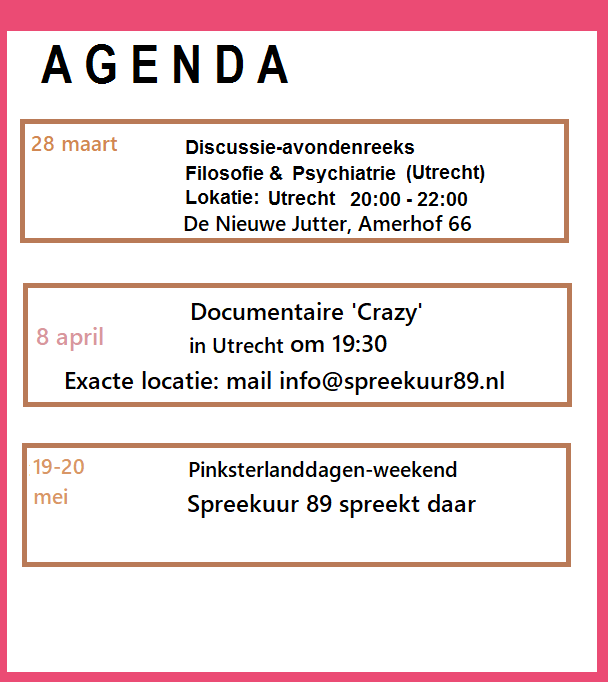 AGENDA
28 maart
Discussie-avondenreeks
Filosofie & Psychiatrie (Utrecht)
Lokatie: Utrecht 20:00 - 22:00
De Nieuwe Jutter, Amerhof 66
8 april
Documentaire 'Crazy'
in Utrecht om 19:30
Exacte locatie: mail info@spreekuur89.nl
19-20
mei
Pinksterlanddagen-weekend
Spreekuur 89 spreekt daar